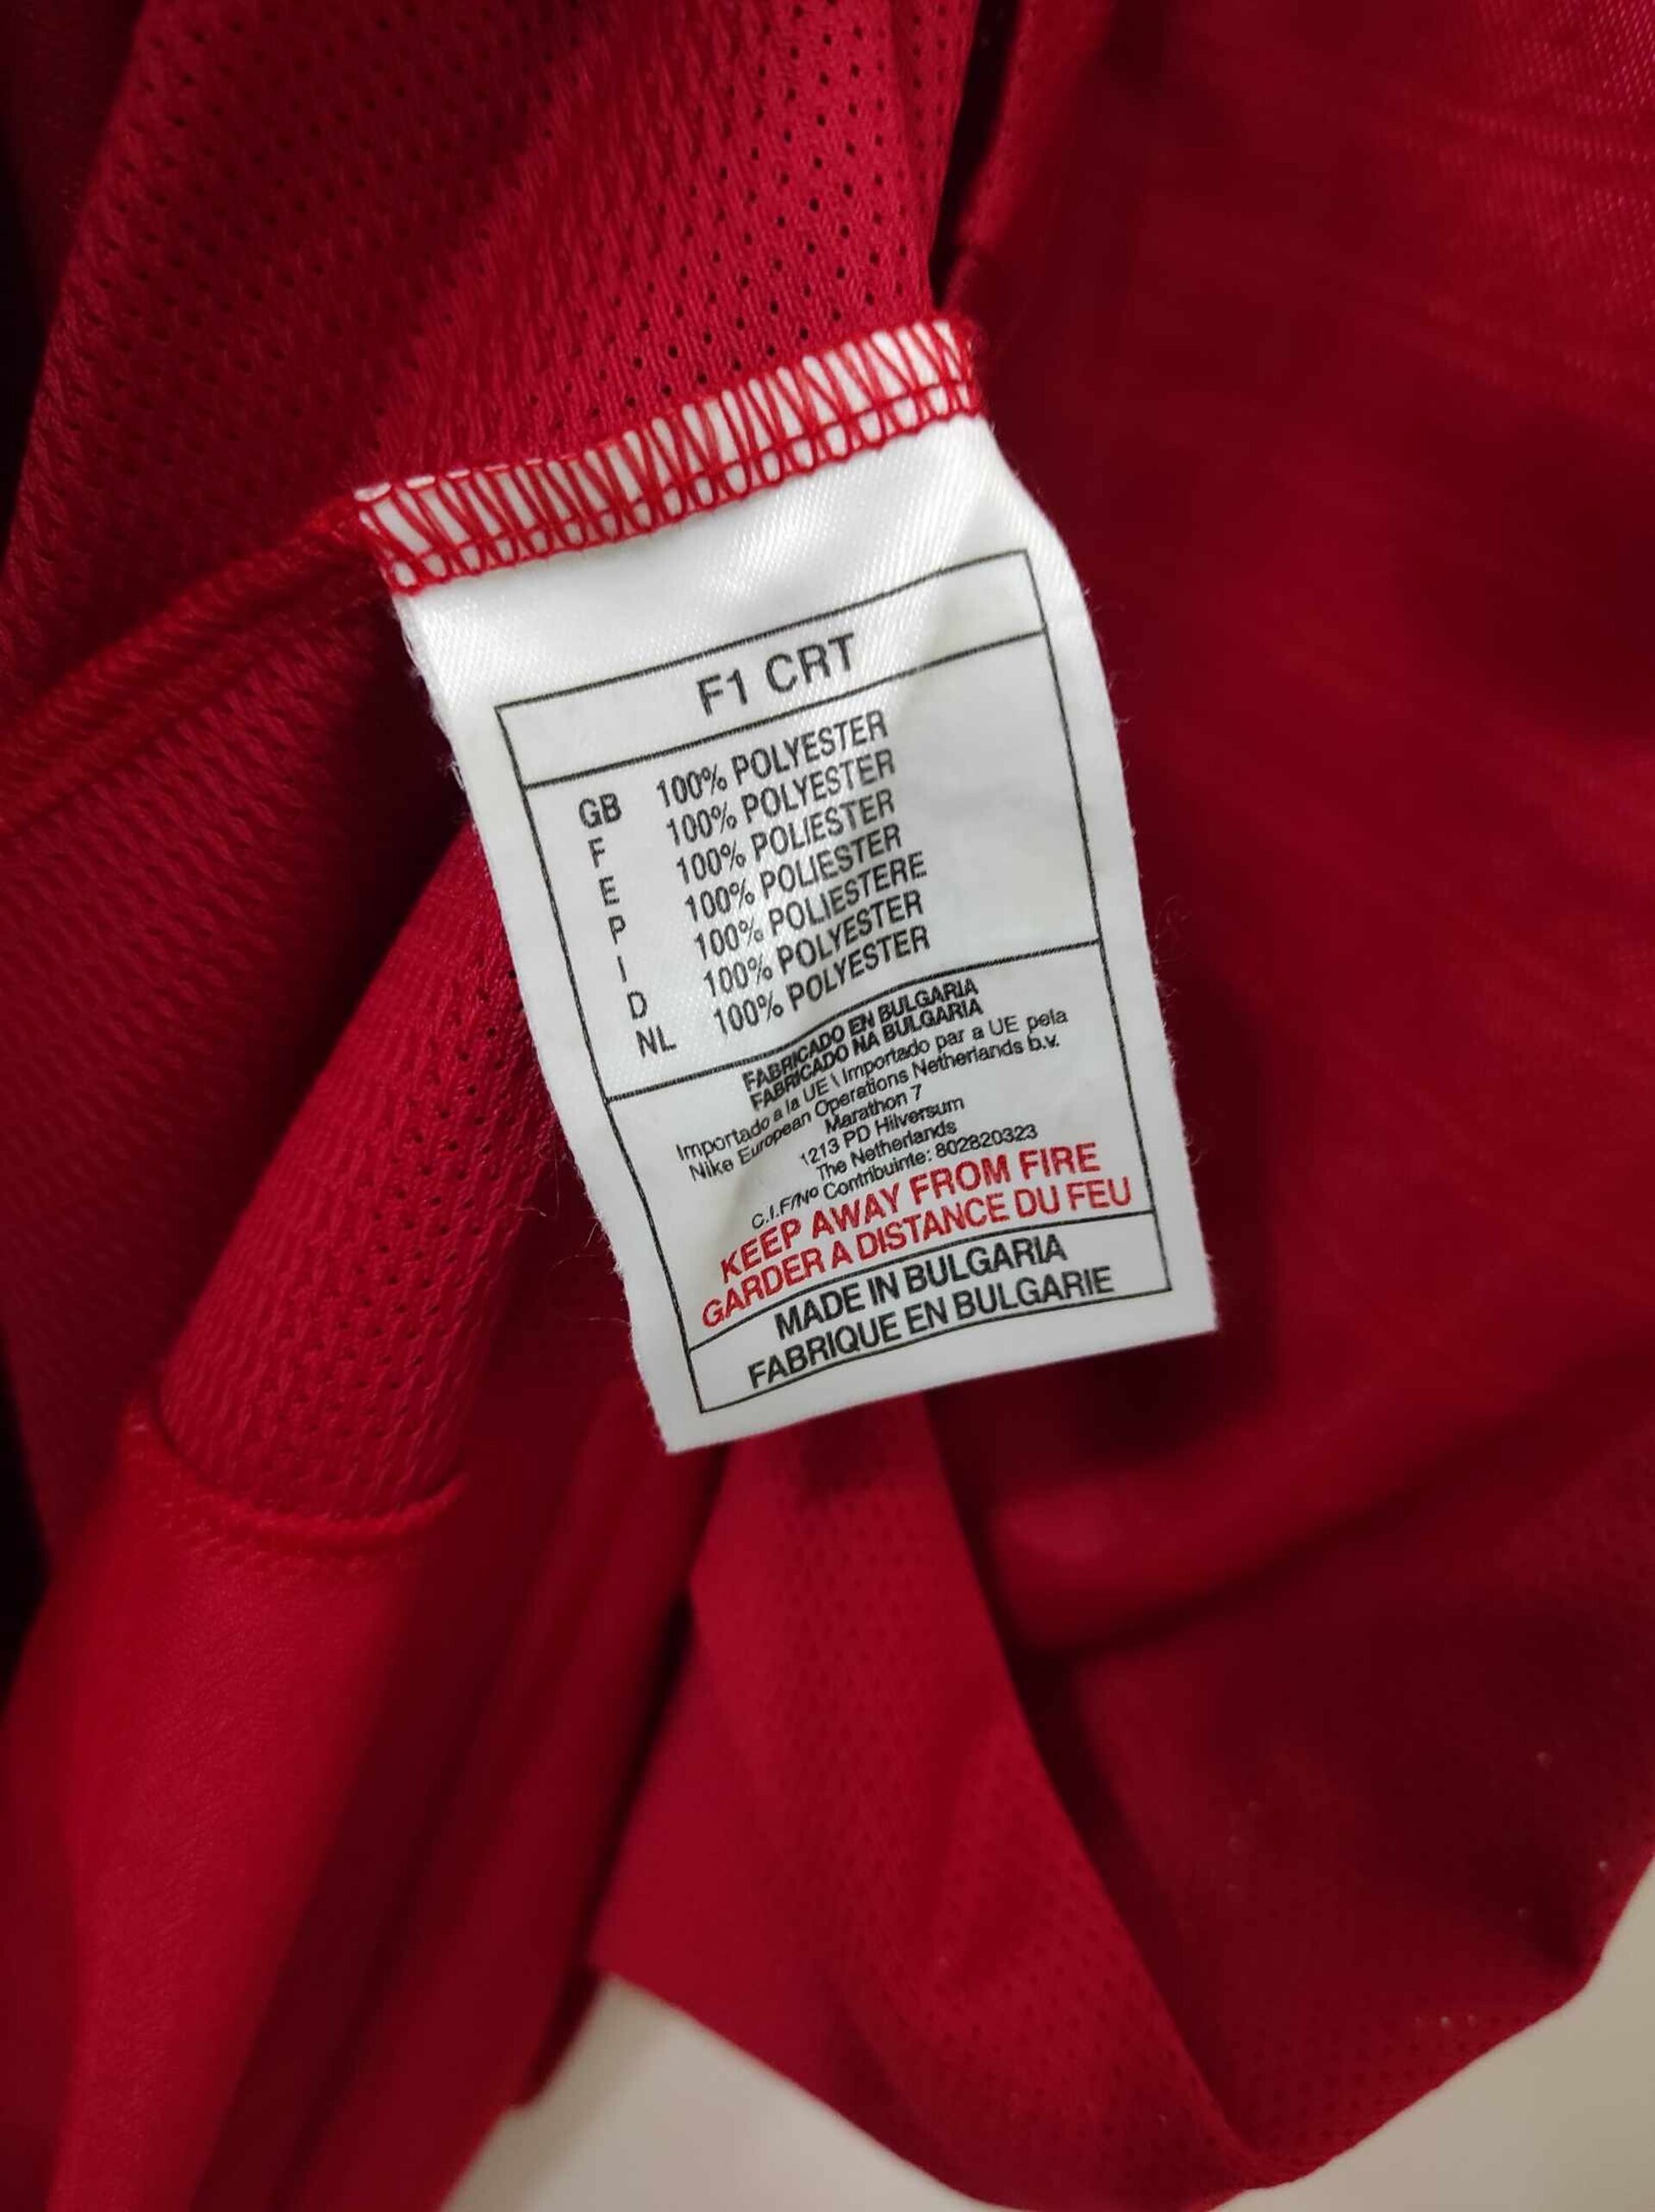 F1 CRT
GB 100% POLYESTER
F 100% POLYESTER
E 100% POLIESTER
P 100% POLIESTER
I 100% POLIESTERE
D 100% POLYESTER
NL 100% POLYESTER
FABRICADO EN BULGARIA
FABRICADO NA BULGARIA
Importado a la UE \ Importado par a UE pela
Nike European Operations Netherlands b.v.
Marathon 7
1213 PD Hilversum
The Netherlands
C.I.F/Nº Contribuinte: 802820323
KEEP AWAY FROM FIRE
GARDER A DISTANCE DU FEU
MADE IN BULGARIA
FABRIQUE EN BULGARIE